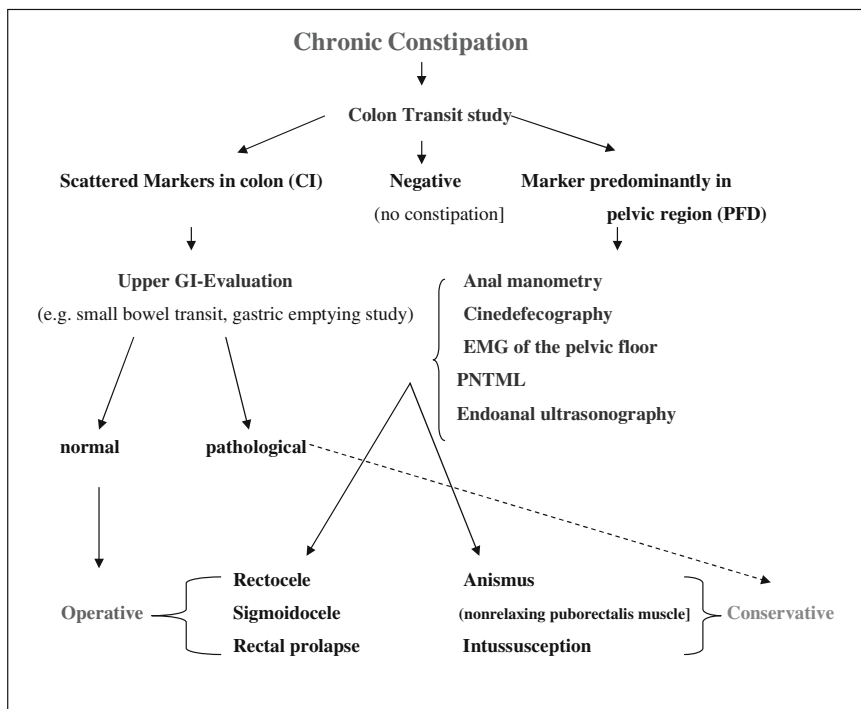 Chronic Constipation
Colon Transit study
Scattered Markers in colon (CI)
Negative
(no constipation]
Marker predominantly in
pelvic region (PFD)
Upper GI-Evaluation
(e.g. small bowel transit, gastric emptying study)
Anal manometry
Cinedefecography
EMG of the pelvic floor
PNTML
Endoanal ultrasonography
normal
pathological
Operative
Rectocele
Sigmoidocele
Rectal prolapse
Anismus
(nonrelaxing puborectalis muscle]
Intussusception
Conservative